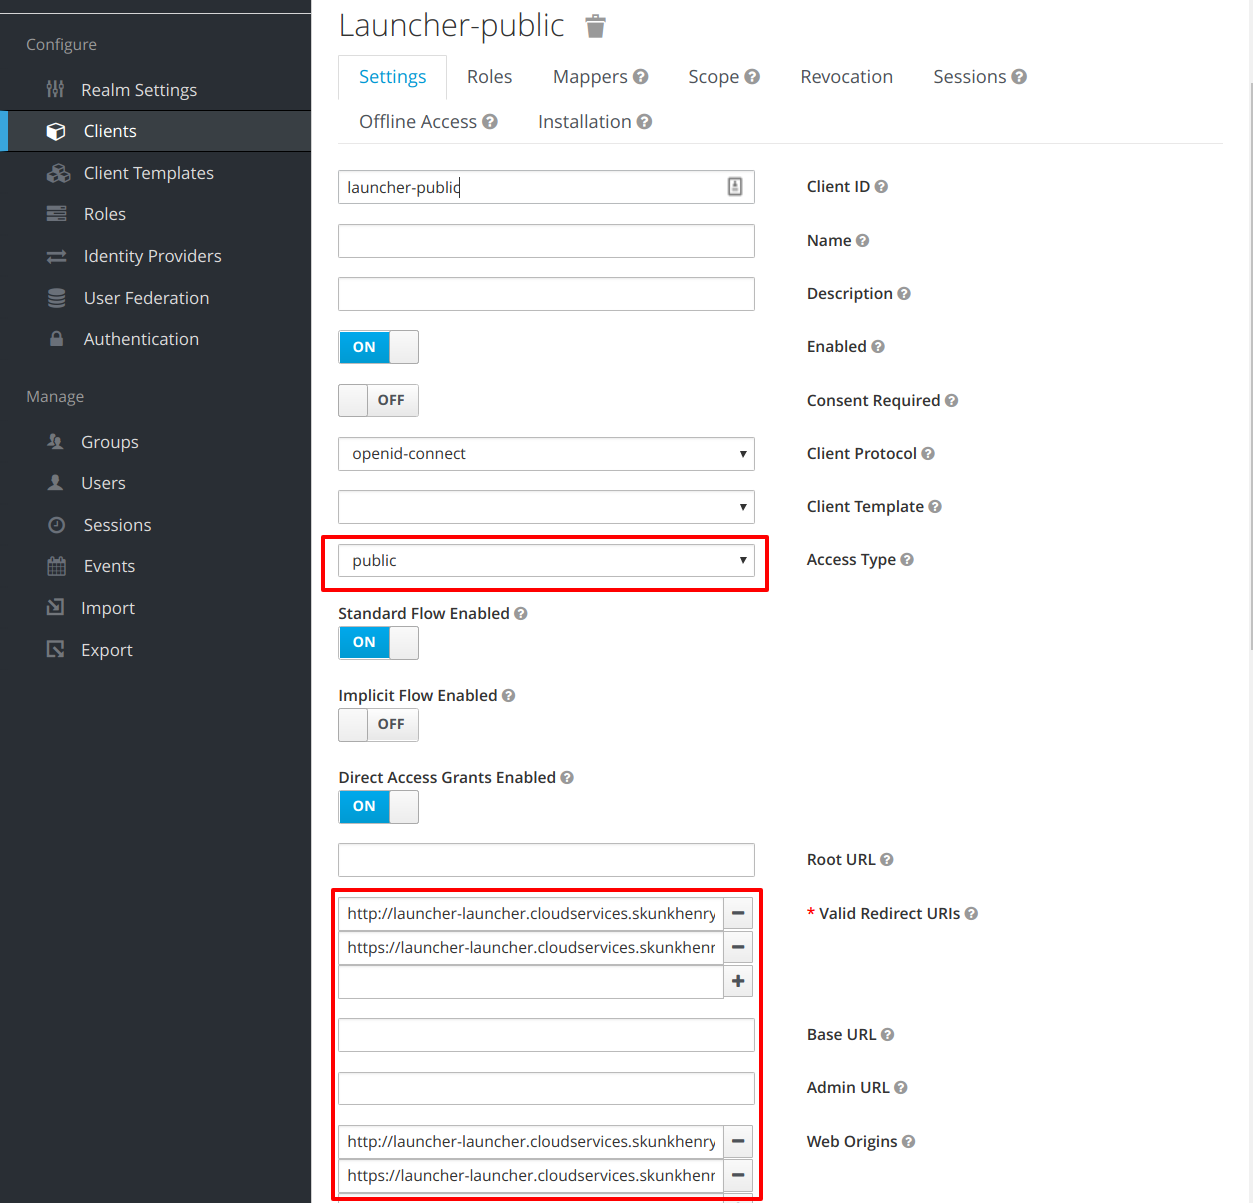 Configure
Realm Settings
Clients
Client Templates
Roles
Identity Providers
User Federation
Authentication
Manage
Groups
Users
Sessions
Events
Import
Export
Launcher-public
Settings Roles Mappers Scope Revocation Sessions
Offline Access Installation
launcher-public Client ID
Name
Description
ON Enabled
OFF Consent Required
openid-connect Client Protocol
Client Template
public Access Type
Standard Flow Enabled
ON
Implicit Flow Enabled
OFF
Direct Access Grants Enabled
ON
Root URL
http://launcher-launcher.cloudservices.skunkhenry * Valid Redirect URIs
https://launcher-launcher.cloudservices.skunkhenr
Base URL
Admin URL
http://launcher-launcher.cloudservices.skunkhenry Web Origins
https://launcher-launcher.cloudservices.skunkhenr